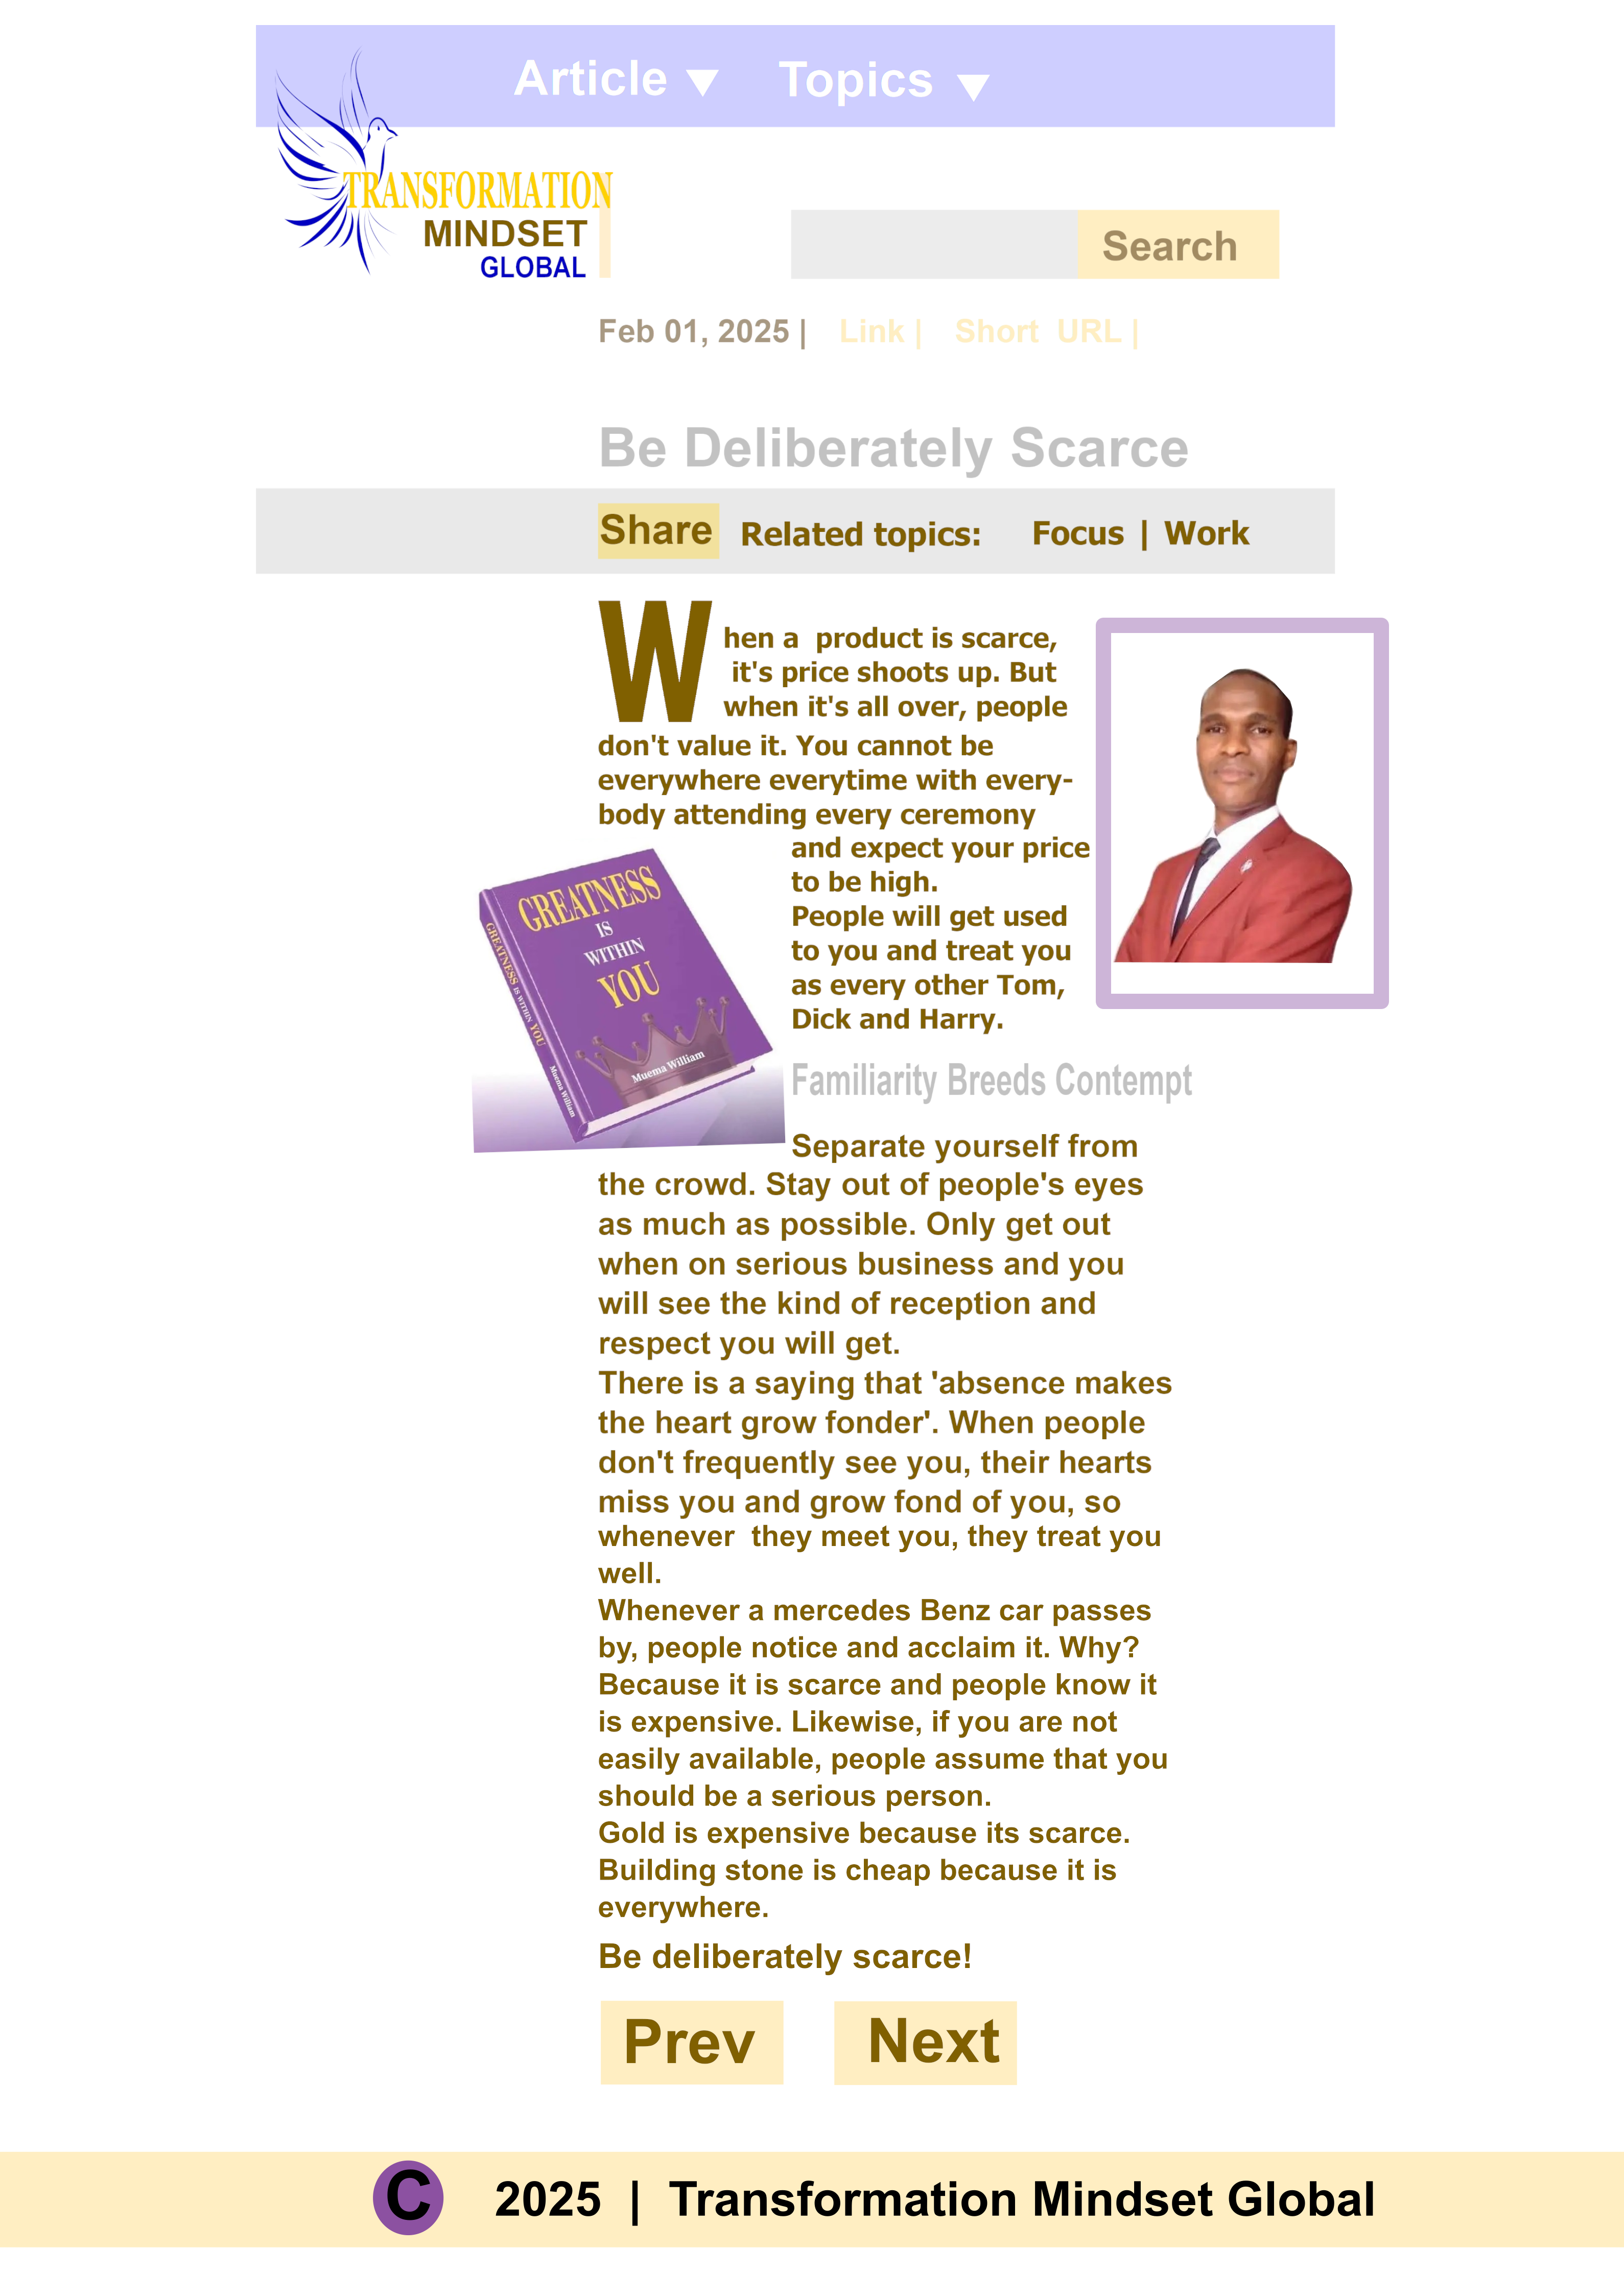 Article Topics
TRANSFORMATION
MINDSET
GLOBAL
Search
Feb 01, 2025 | Link | Short URL |
Be Deliberately Scarce
Share Related topics: Focus | Work
When a product is scarce,
it's price shoots up. But
when it's all over, people
don't value it. You cannot be
everywhere everytime with every-
body attending every ceremony
and expect your price
to be high.
People will get used
to you and treat you
as every other Tom,
Dick and Harry.
GREATNESS
IS
WITHIN
YOU
Muema William
GREATNESS IS WITHIN YOU Muema William
Familiarity Breeds Contempt
Separate yourself from
the crowd. Stay out of people's eyes
as much as possible. Only get out
when on serious business and you
will see the kind of reception and
respect you will get.
There is a saying that 'absence makes
the heart grow fonder'. When people
don't frequently see you, their hearts
miss you and grow fond of you, so
whenever they meet you, they treat you
well.
Whenever a mercedes Benz car passes
by, people notice and acclaim it. Why?
Because it is scarce and people know it
is expensive. Likewise, if you are not
easily available, people assume that you
should be a serious person.
Gold is expensive because its scarce.
Building stone is cheap because it is
everywhere.
Be deliberately scarce!
Prev Next
C 2025 | Transformation Mindset Global